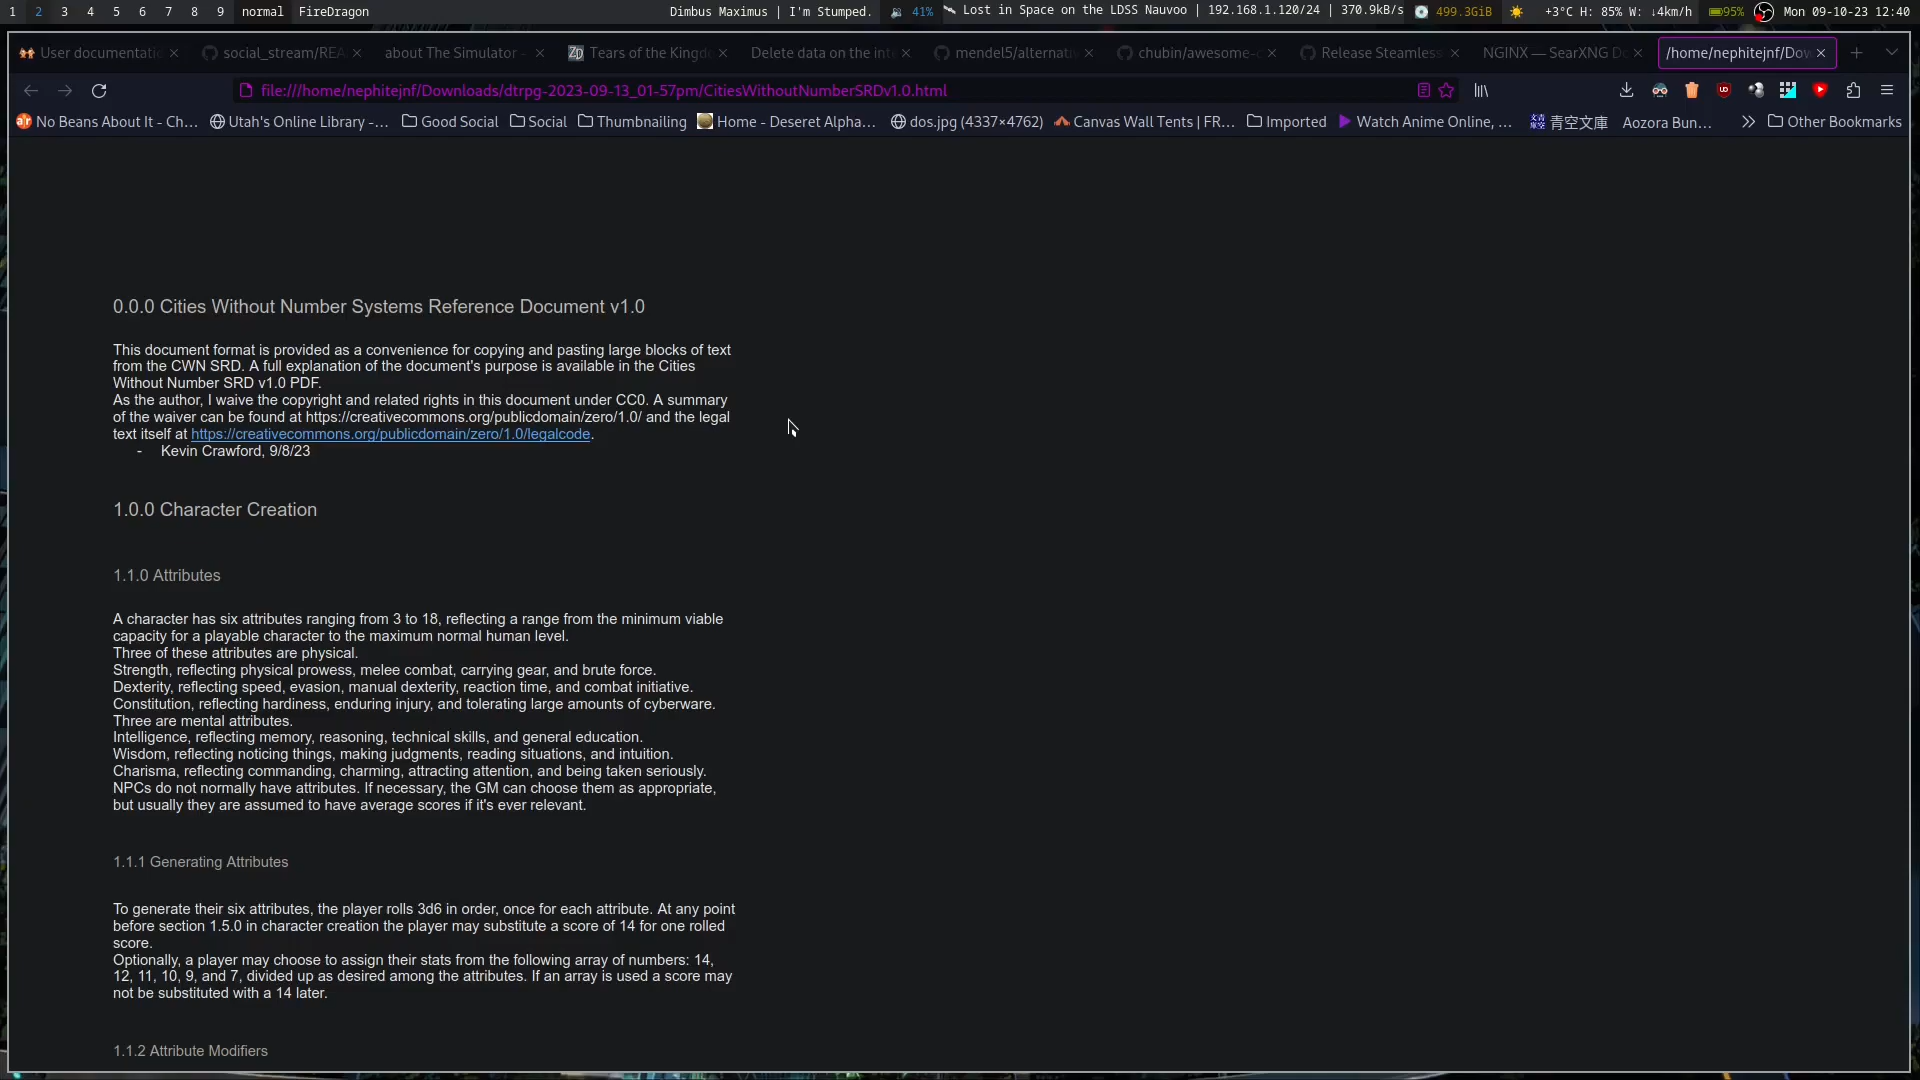 1 2 3 4 5 6 7 8 9 normal FireDragon Dimbus Maximus | I'm Stumped. 41% Lost in Space on the LDSS Nauvoo | 192.168.1.120/24 | 370.9kB/s 499.3GiB +3°C H: 85% W: ↓4km/h 95% Mon 09-10-23 12:40
User documentati social_stream/REA about The Simulator - Zp Tears of the Kingd Delete data on the int mendel5/alternativ chubin/awesome-c Release Steamless NGINX — SearXNG D /home/nephitejnf/Dow
file:///home/nephitejnf/Downloads/dtrpg-2023-09-13_01-57pm/CitiesWithoutNumberSRDv1.0.html
No Beans About It - Ch... Utah's Online Library -... Good Social Social Thumbnailing Home - Deseret Alpha... dos.jpg (4337×4762) Canvas Wall Tents | FR... Imported Watch Anime Online, ... 青空文庫 Aozora Bun... Other Bookmarks
0.0.0 Cities Without Number Systems Reference Document v1.0
This document format is provided as a convenience for copying and pasting large blocks of text
from the CWN SRD. A full explanation of the document's purpose is available in the Cities
Without Number SRD v1.0 PDF.
As the author, I waive the copyright and related rights in this document under CC0. A summary
of the waiver can be found at https://creativecommons.org/publicdomain/zero/1.0/ and the legal
text itself at https://creativecommons.org/publicdomain/zero/1.0/legalcode.
- Kevin Crawford, 9/8/23
1.0.0 Character Creation
1.1.0 Attributes
A character has six attributes ranging from 3 to 18, reflecting a range from the minimum viable
capacity for a playable character to the maximum normal human level.
Three of these attributes are physical.
Strength, reflecting physical prowess, melee combat, carrying gear, and brute force.
Dexterity, reflecting speed, evasion, manual dexterity, reaction time, and combat initiative.
Constitution, reflecting hardiness, enduring injury, and tolerating large amounts of cyberware.
Three are mental attributes.
Intelligence, reflecting memory, reasoning, technical skills, and general education.
Wisdom, reflecting noticing things, making judgments, reading situations, and intuition.
Charisma, reflecting commanding, charming, attracting attention, and being taken seriously.
NPCs do not normally have attributes. If necessary, the GM can choose them as appropriate,
but usually they are assumed to have average scores if it's ever relevant.
1.1.1 Generating Attributes
To generate their six attributes, the player rolls 3d6 in order, once for each attribute. At any point
before section 1.5.0 in character creation the player may substitute a score of 14 for one rolled
score.
Optionally, a player may choose to assign their stats from the following array of numbers: 14,
12, 11, 10, 9, and 7, divided up as desired among the attributes. If an array is used a score may
not be substituted with a 14 later.
1.1.2 Attribute Modifiers